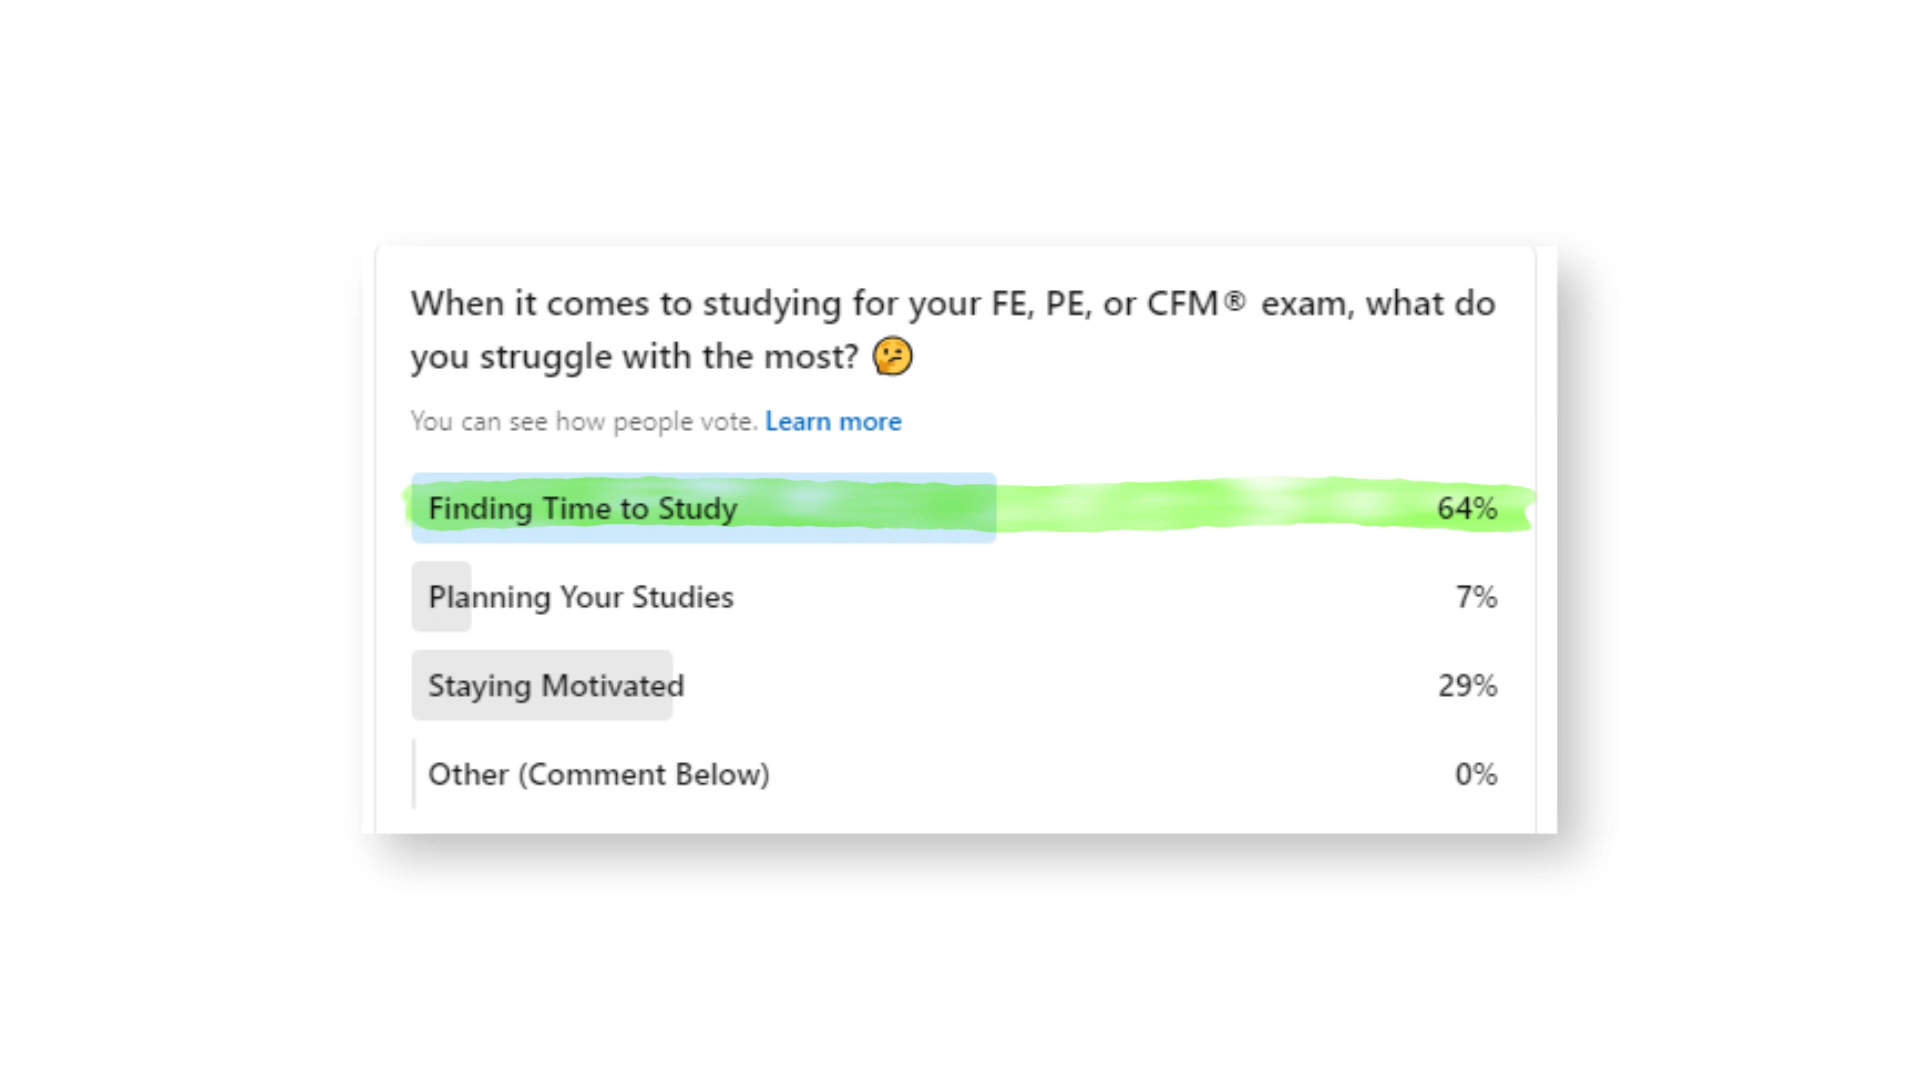 When it comes to studying for your FE, PE, or CFM® exam, what do
you struggle with the most? 🤔
You can see how people vote. Learn more
Finding Time to Study 64%
Planning Your Studies 7%
Staying Motivated 29%
Other (Comment Below) 0%